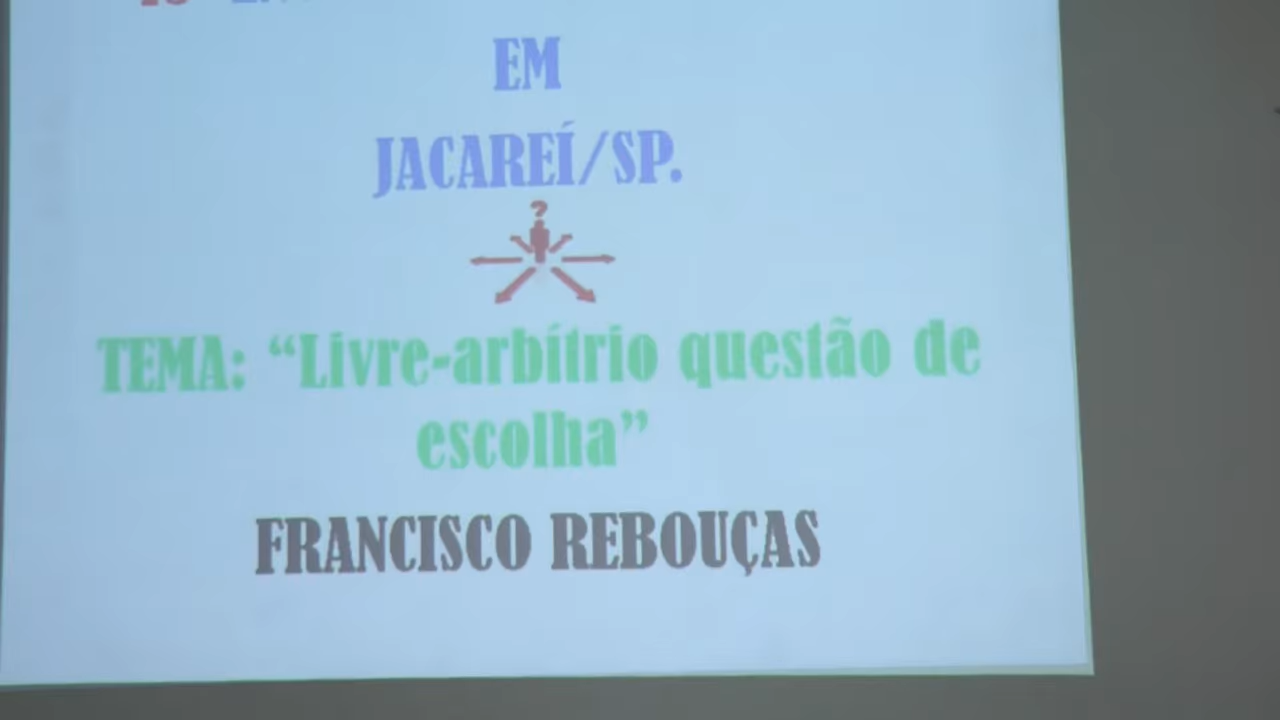 EM
JACAREÍ/SP.
?
TEMA: “Livre-arbítrio questão de
escolha”
FRANCISCO REBOUÇAS